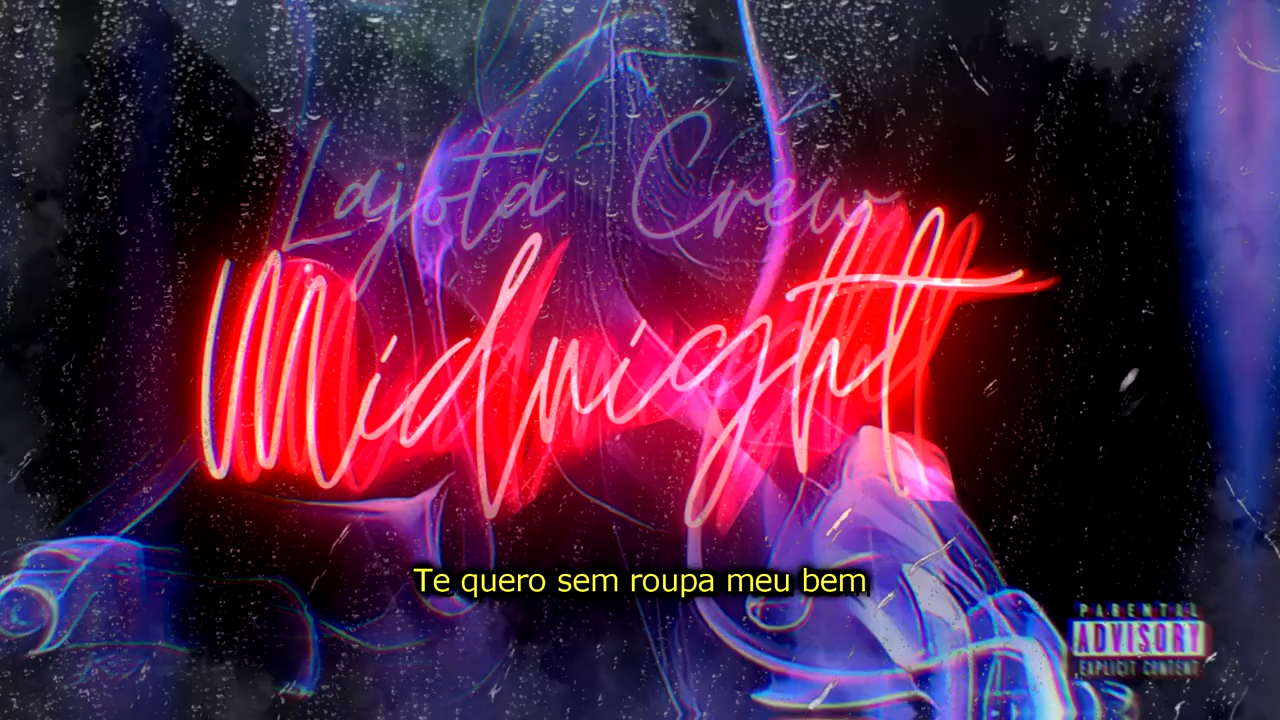 Lajota Crew
Midnight
Te quero sem roupa meu bem
PARENTAL
ADVISORY
EXPLICIT CONTENT